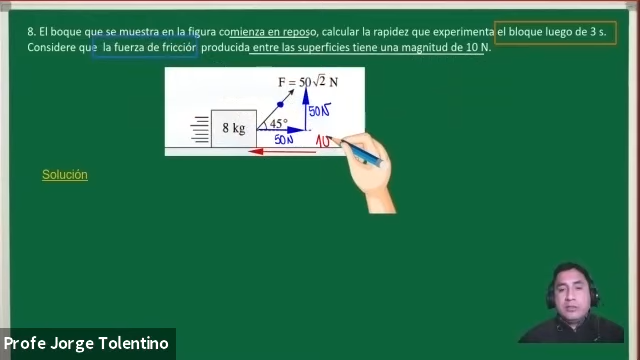 8. El boque que se muestra en la figura comienza en reposo, calcular la rapidez que experimenta el bloque luego de 3 s.
Considere que la fuerza de fricción producida entre las superficies tiene una magnitud de 10 N.
F = 50√2 N
50N
45°
8 kg
50N
10
Solución
Profe Jorge Tolentino